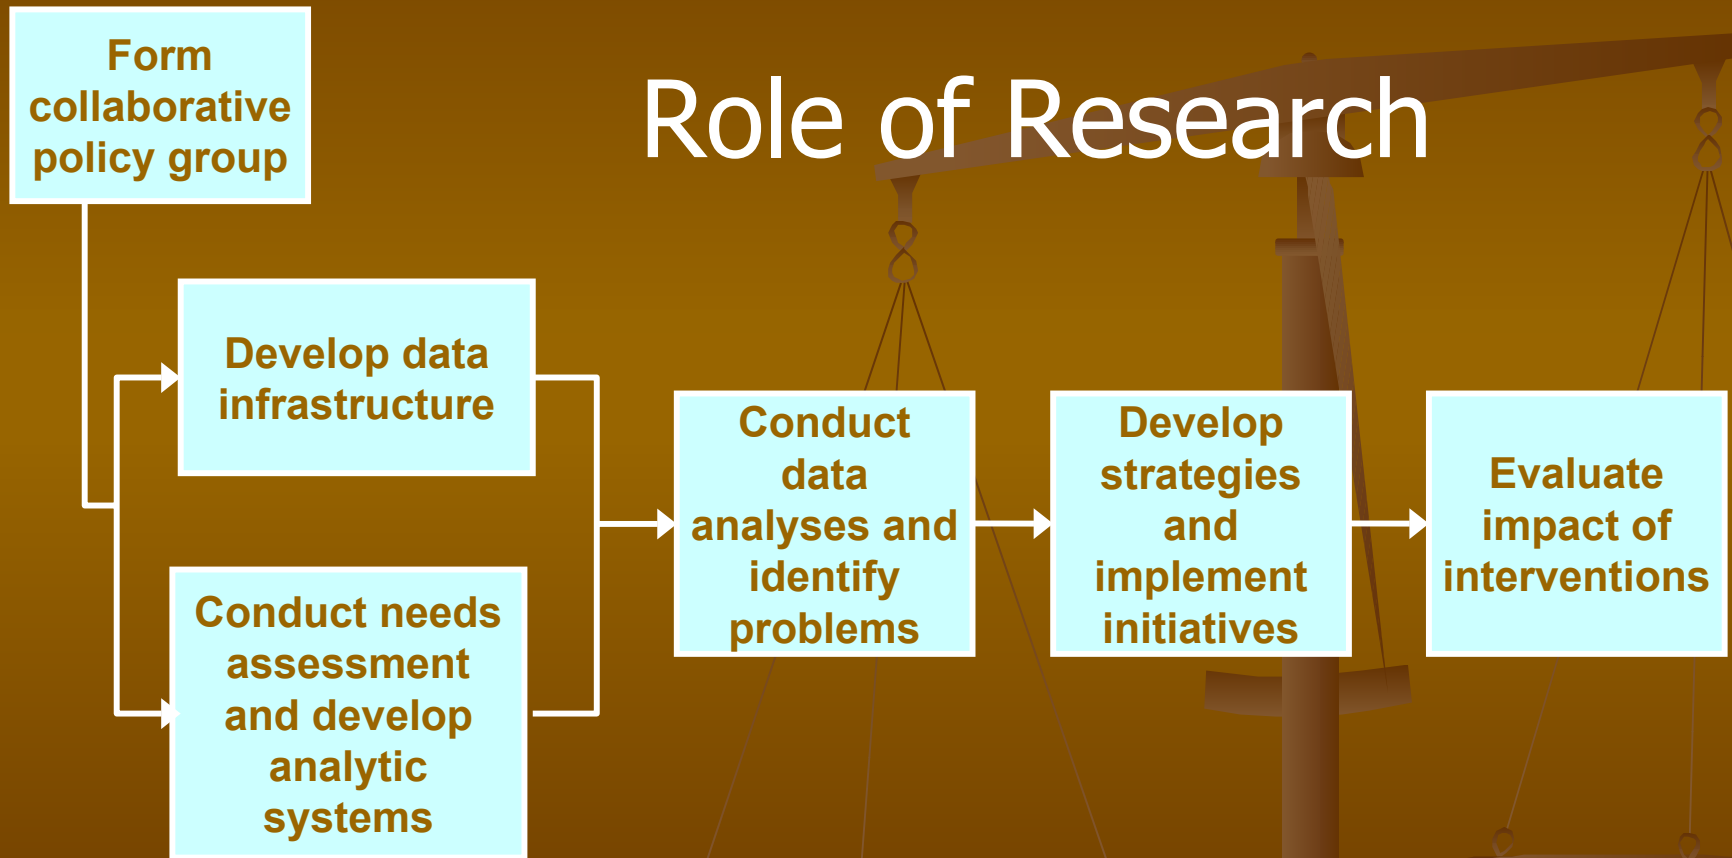 Form
collaborative
policy group
Role of Research
Develop data
infrastructure
Conduct needs
assessment
and develop
analytic
systems
Conduct
data
analyses and
identify
problems
Develop
strategies
and
implement
initiatives
Evaluate
impact of
interventions